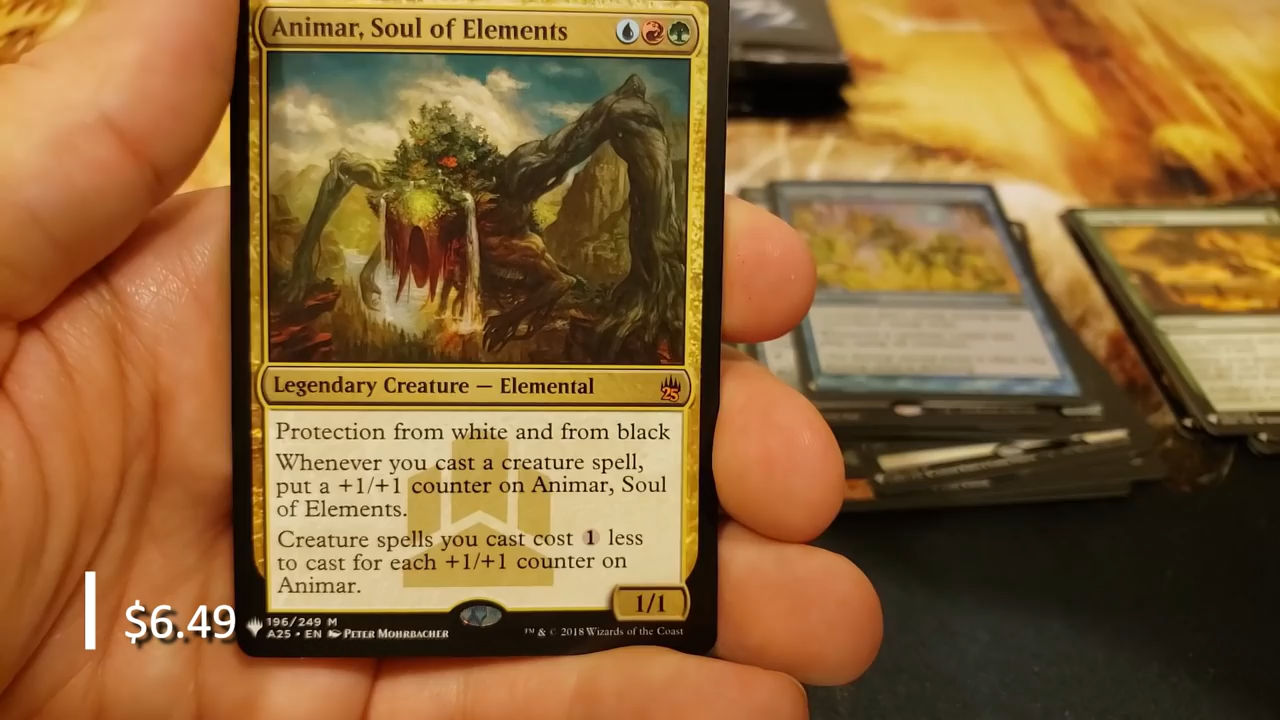 Animar, Soul of Elements
Legendary Creature — Elemental
25
Protection from white and from black
Whenever you cast a creature spell,
put a +1/+1 counter on Animar, Soul
of Elements.
Creature spells you cast cost 1 less
to cast for each +1/+1 counter on
Animar.
1/1
$6.49
196/249 M
A25 • EN Peter Mohrbacher
™ & © 2018 Wizards of the Coast